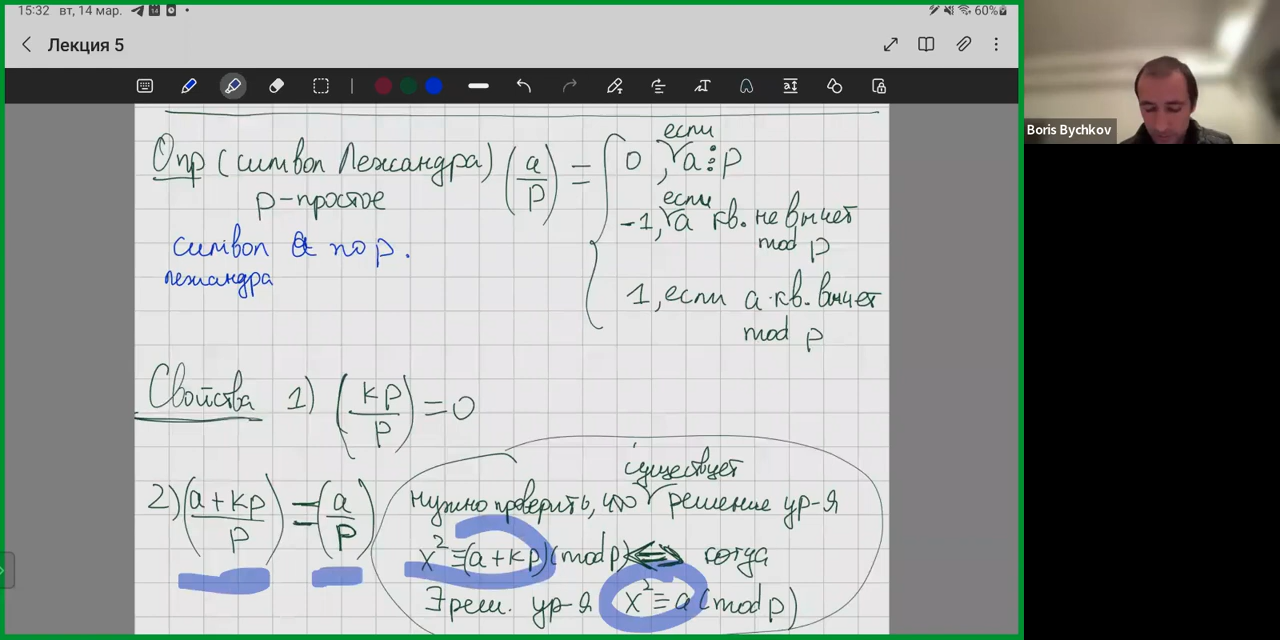 15:32 вт, 14 мар.
60%
Лекция 5
Boris Bychkov
Опр (символ Лежандра) (a/p) = { 0, если a ⋮ p
p - простое
-1, если a кв. не вычет mod p
символ a по p.
лежандра
1, если a кв. вычет mod p
Свойства 1) (kp/p) = 0
2) (a+kp/p) = (a/p)
Нужно проверить, что существует решение ур-я
x² ≡ (a+kp) (mod p) <=> когда
∃ реш. ур-я x² ≡ a (mod p)